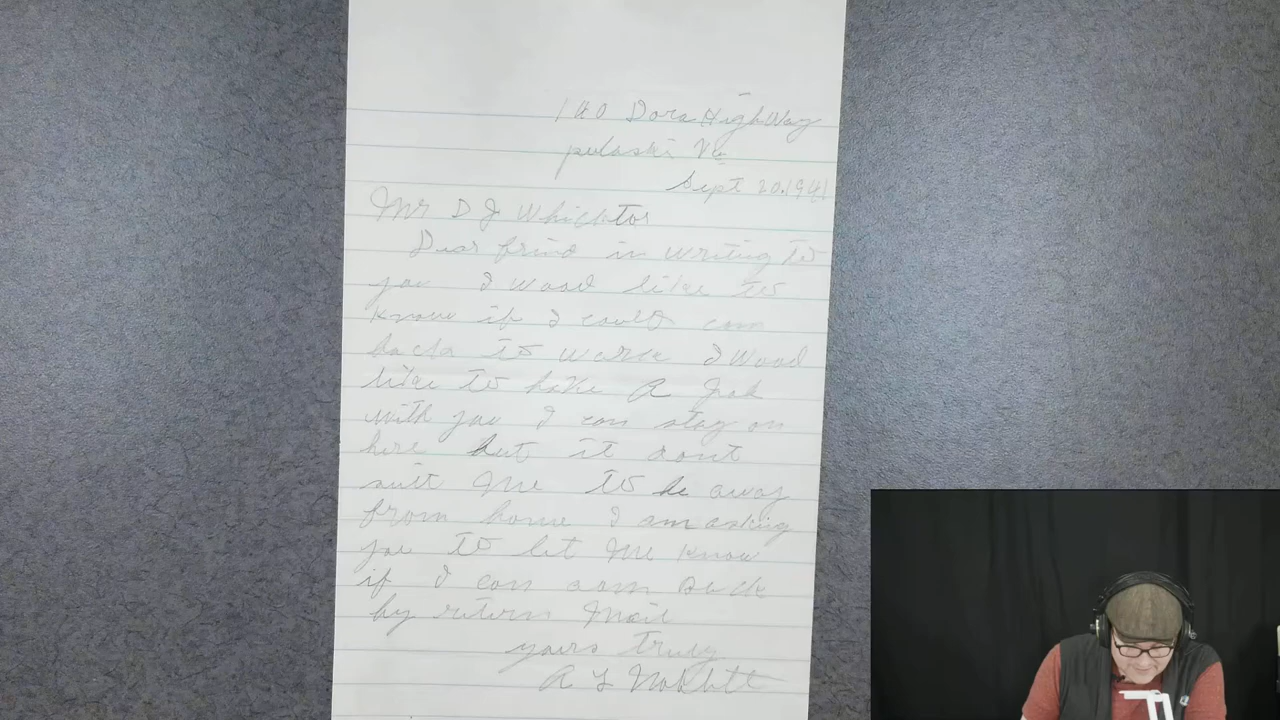 140 Dora HighWay
pulaski Va
Sept 20.1941
Mr D J Whichtor
Dear frind in writing to
you I wood like to
know if I could com
back to worke I Wood
like to hake A Job
with you I can stay on
here but it dont
suit Me to be away
from home I am asking
you to let Me know
if I can com Back
by return Mail
yours truly
A L Noblitt